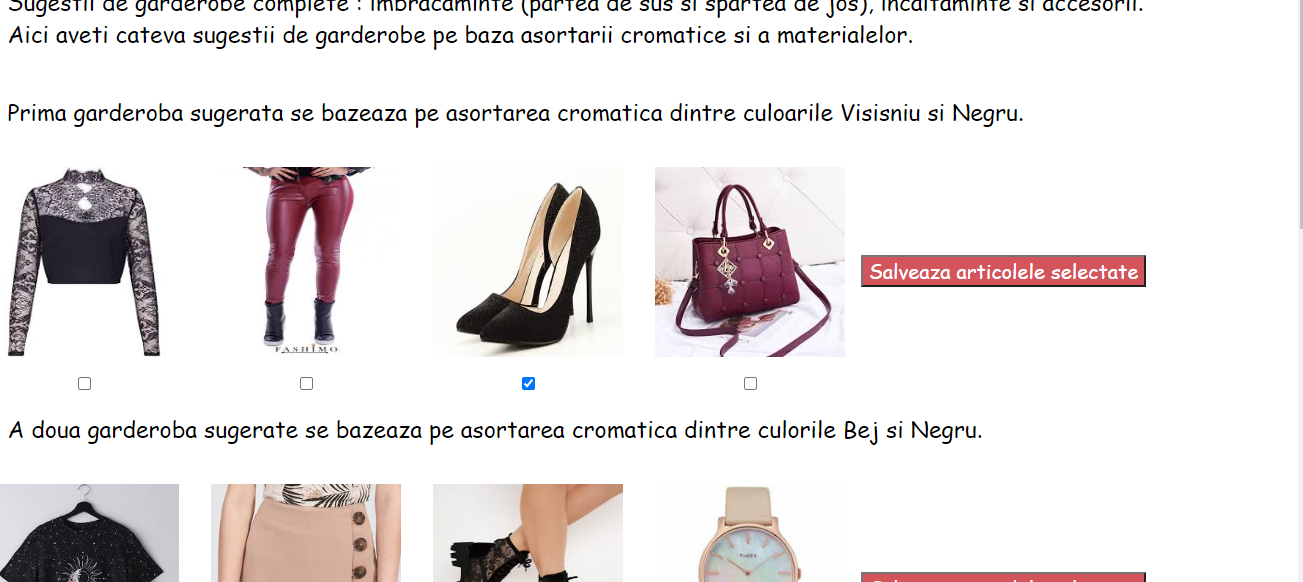 Sugestii de garderobe complete : imbracaminte (partea de sus si spartea de jos), incaltaminte si accesorii.
Aici aveti cateva sugestii de garderobe pe baza asortarii cromatice si a materialelor.
Prima garderoba sugerata se bazeaza pe asortarea cromatica dintre culoarile Visisniu si Negru.
FASHIMO
Salveaza articolele selectate
A doua garderoba sugerate se bazeaza pe asortarea cromatica dintre culorile Bej si Negru.
TIMEX